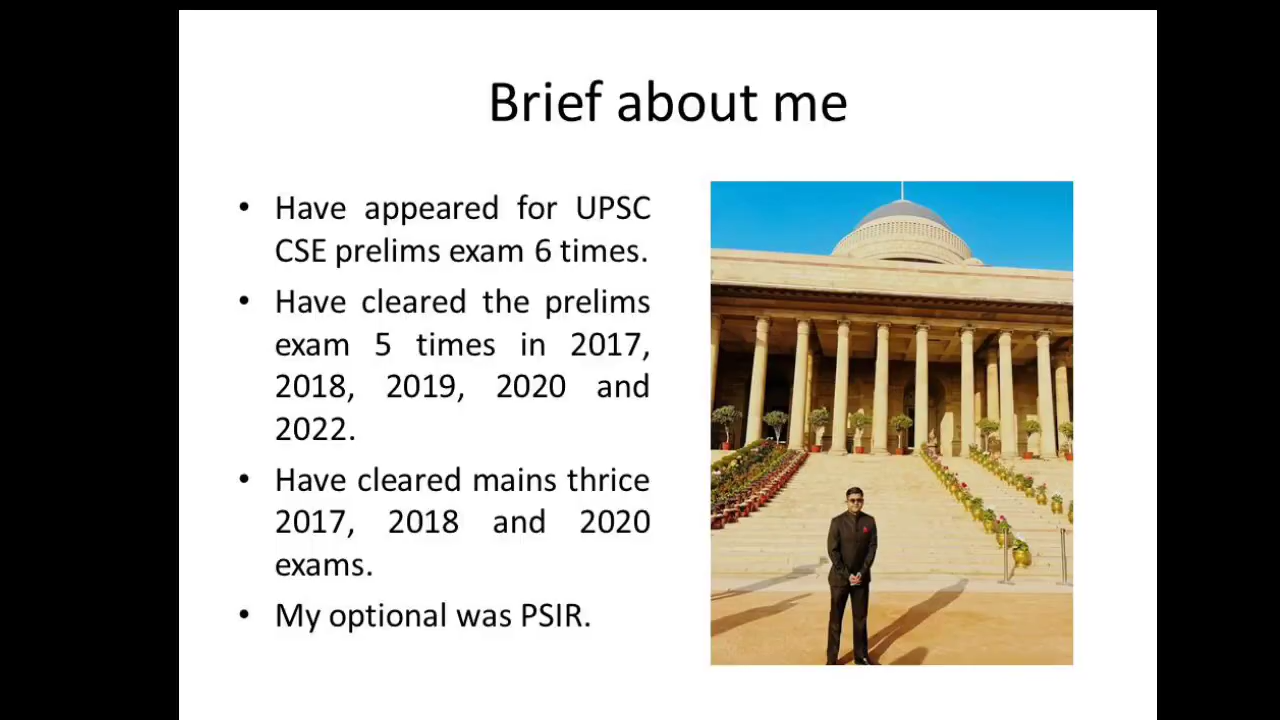 Brief about me
• Have appeared for UPSC
CSE prelims exam 6 times.
• Have cleared the prelims
exam 5 times in 2017,
2018, 2019, 2020 and
2022.
• Have cleared mains thrice
2017, 2018 and 2020
exams.
• My optional was PSIR.